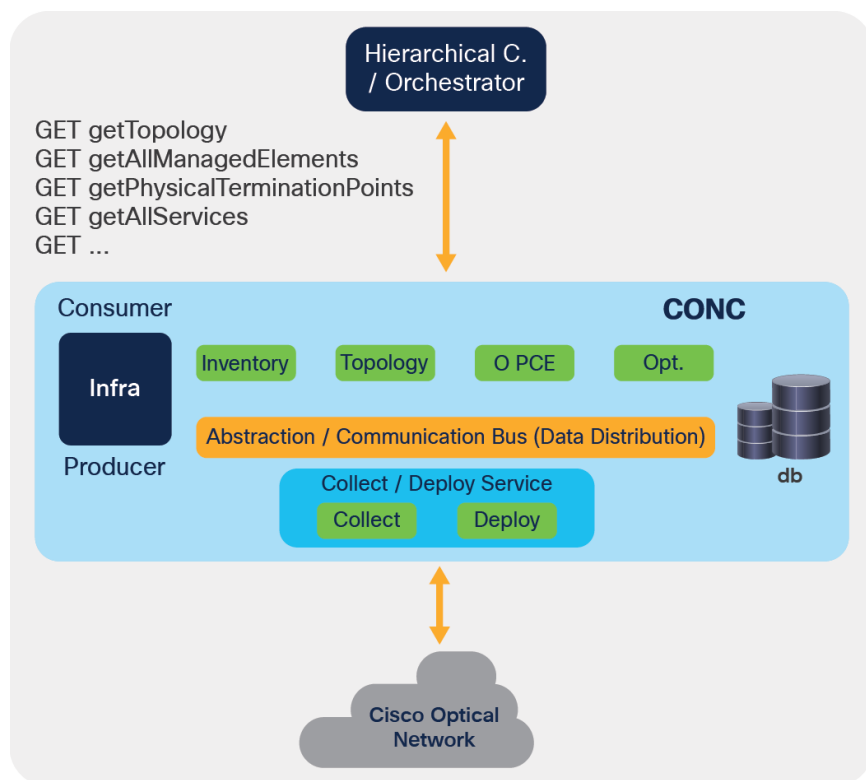 Hierarchical C.
/ Orchestrator
GET getTopology
GET getAllManagedElements
GET getPhysicalTerminationPoints
GET getAllServices
GET ...
Consumer
CONC
Infra
Inventory
Topology
O PCE
Opt.
Abstraction / Communication Bus (Data Distribution)
Producer
db
Collect / Deploy Service
Collect
Deploy
Cisco Optical
Network